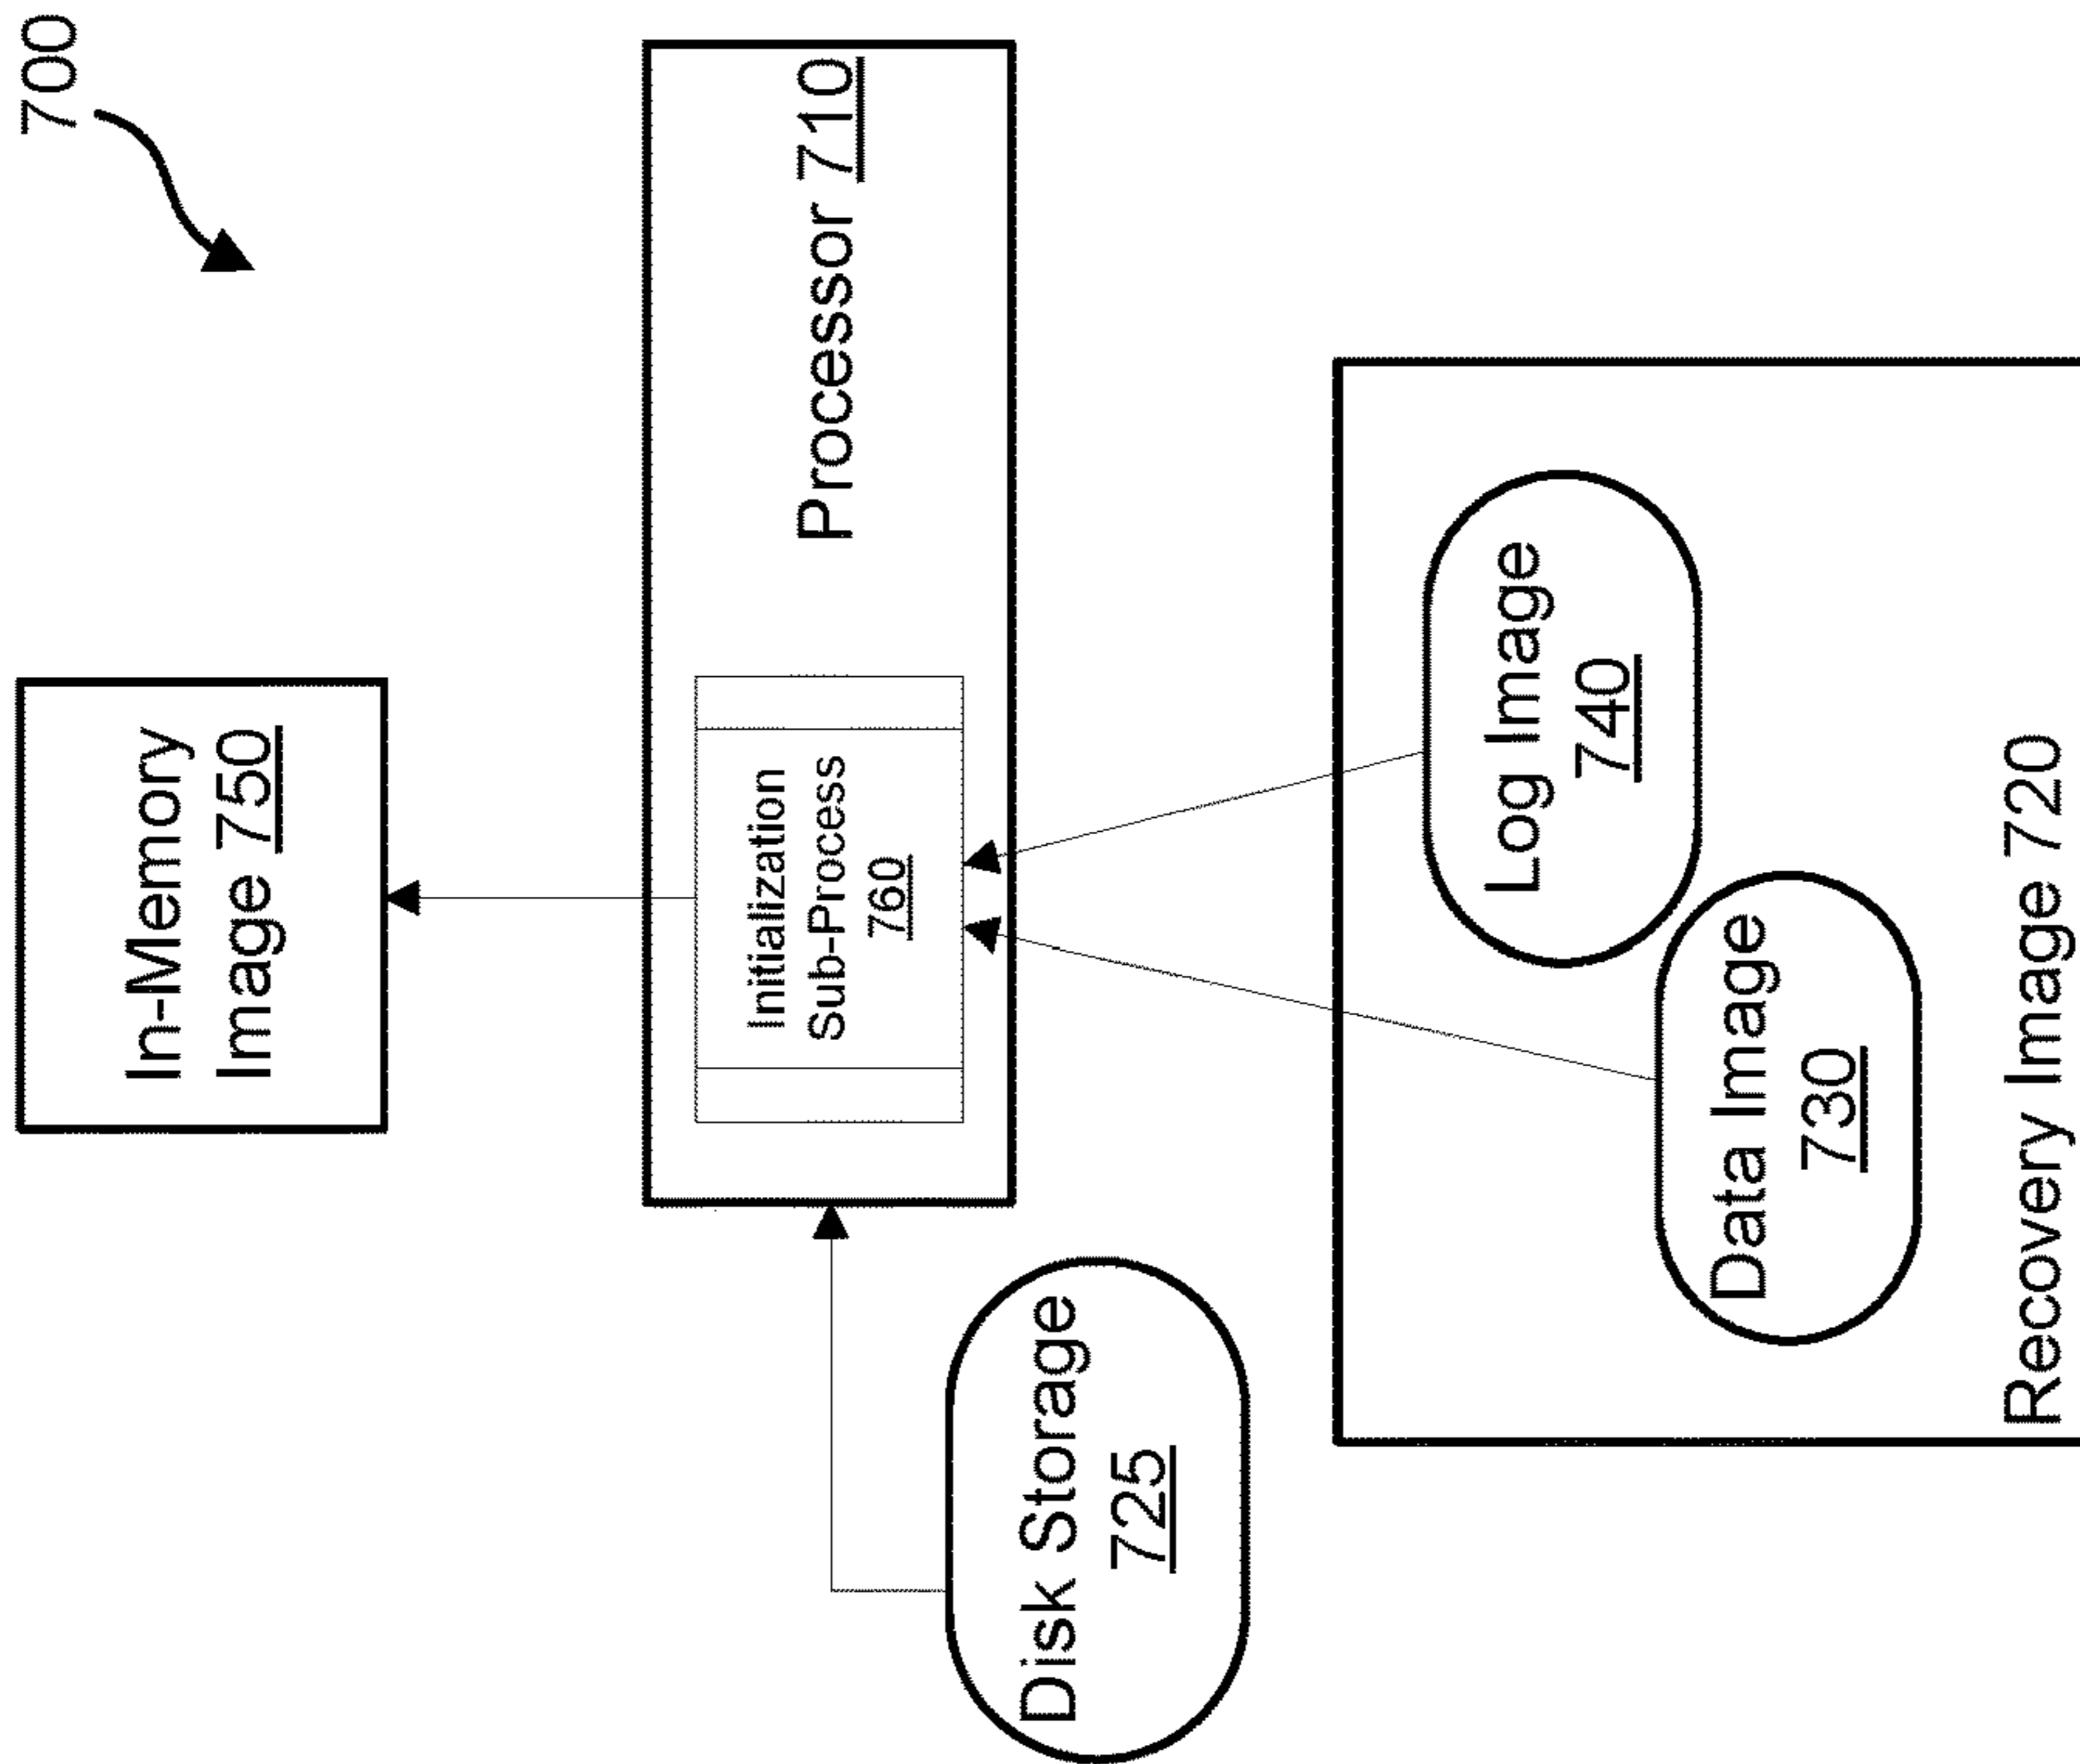 700
In-Memory
Image 750
Processor 710
Initialization
Sub-Process
760
Disk Storage
725
Log Image
740
Data Image
730
Recovery Image 720